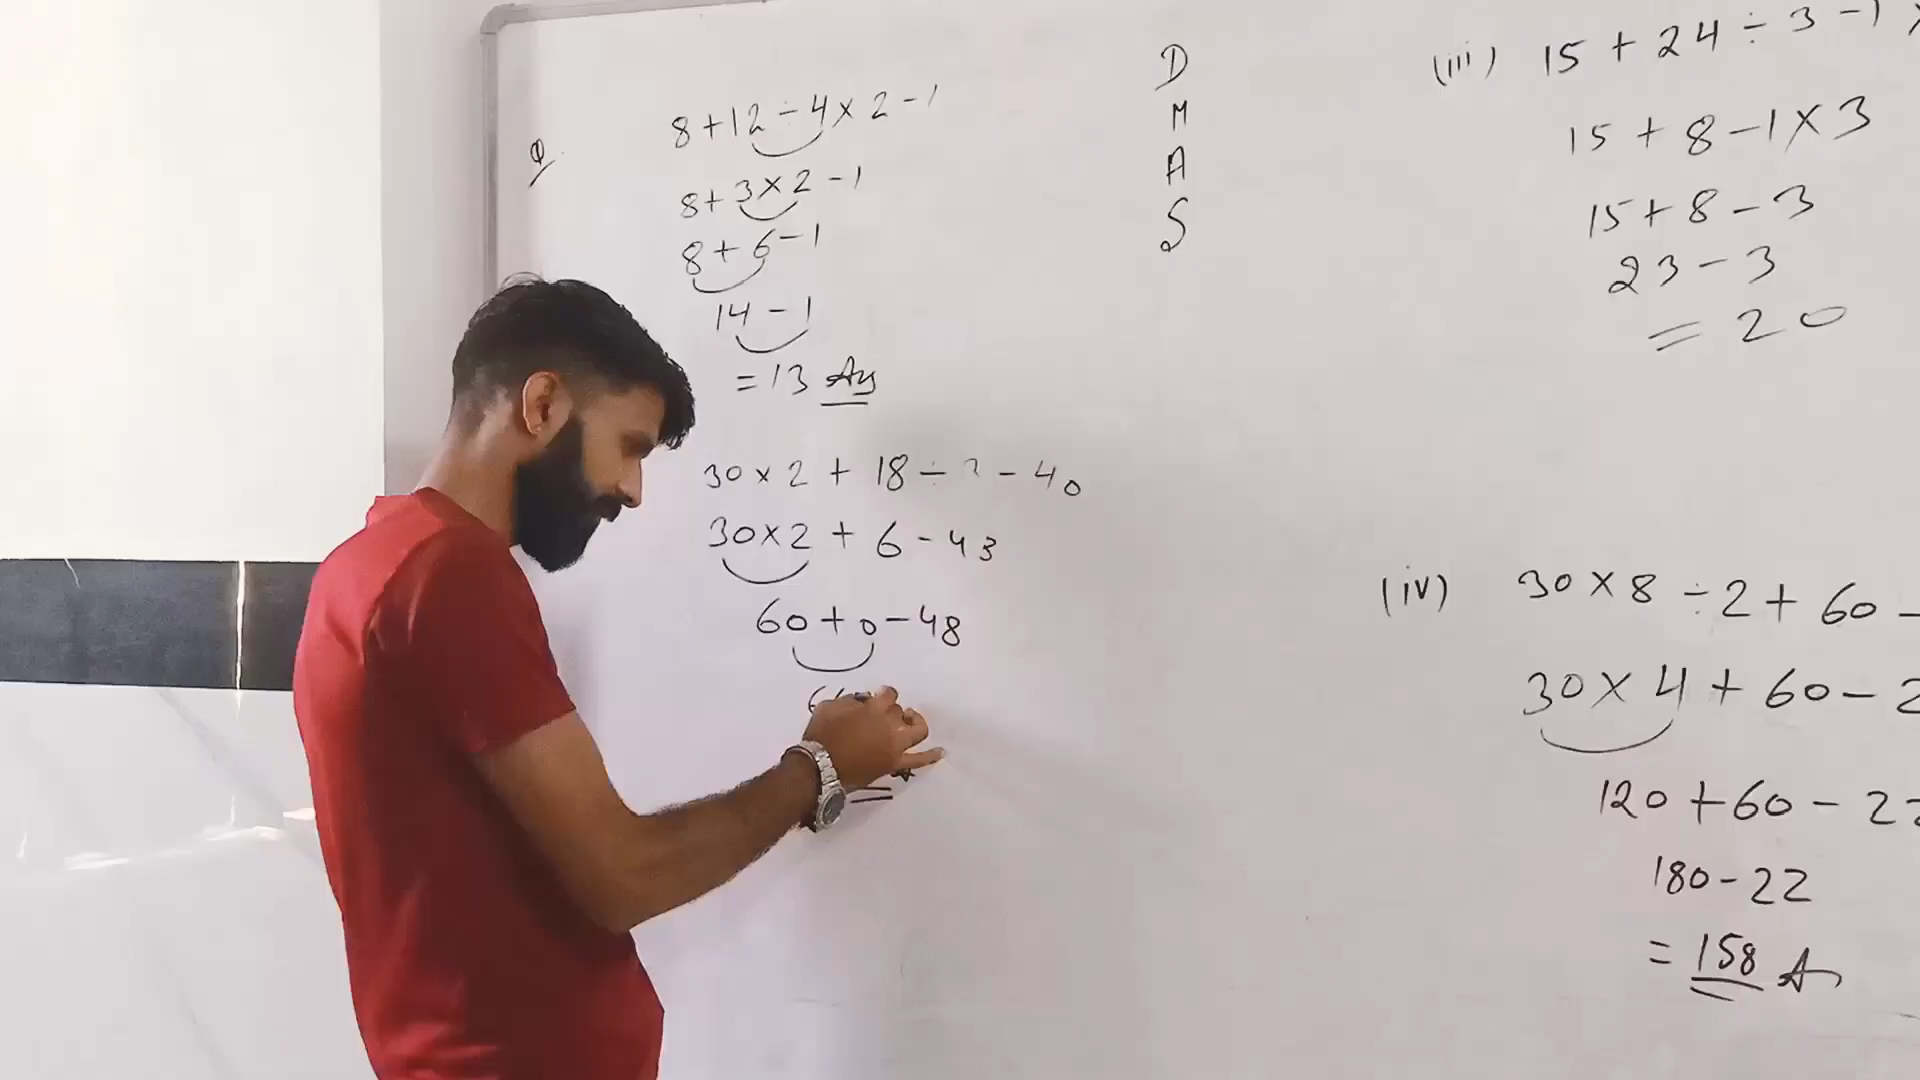 Q.
8+12÷4×2-1
8+3×2-1
8+6-1
14-1
=13 Ans
30×2+18÷ -40
30×2+6-43
60+0-48
D
M
A
S
(iii) 15+24÷3-1×
15+8-1×3
15+8-3
23-3
=20
(iv) 30×8÷2+60-
30×4+60-2
120+60-22
180-22
=158 A